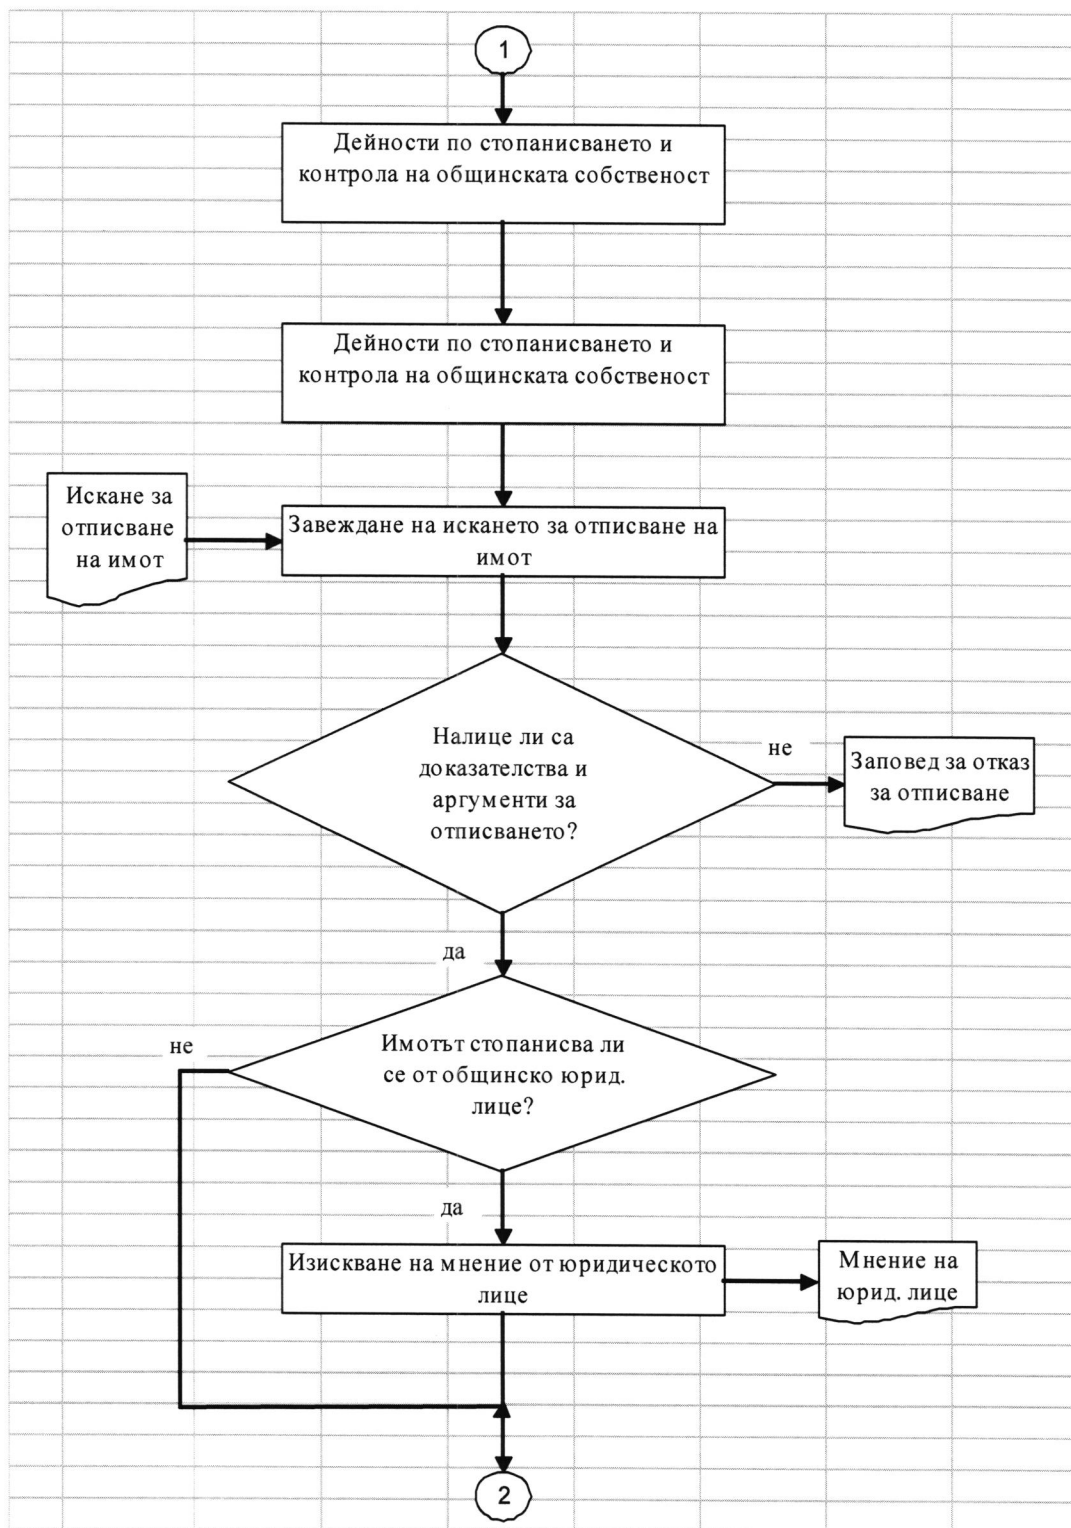 1
Дейности по стопанисването и
контрола на общинската собственост
Дейности по стопанисването и
контрола на общинската собственост
Искане за
отписване
на имот
Завеждане на искането за отписване на
имот
Налице ли са
доказателства и
аргументи за
отписването?
не
Заповед за отказ
за отписване
да
Имотът стопанисва ли
се от общинско юрид.
лице?
не
да
Изискване на мнение от юридическото
лице
Мнение на
юрид. лице
2